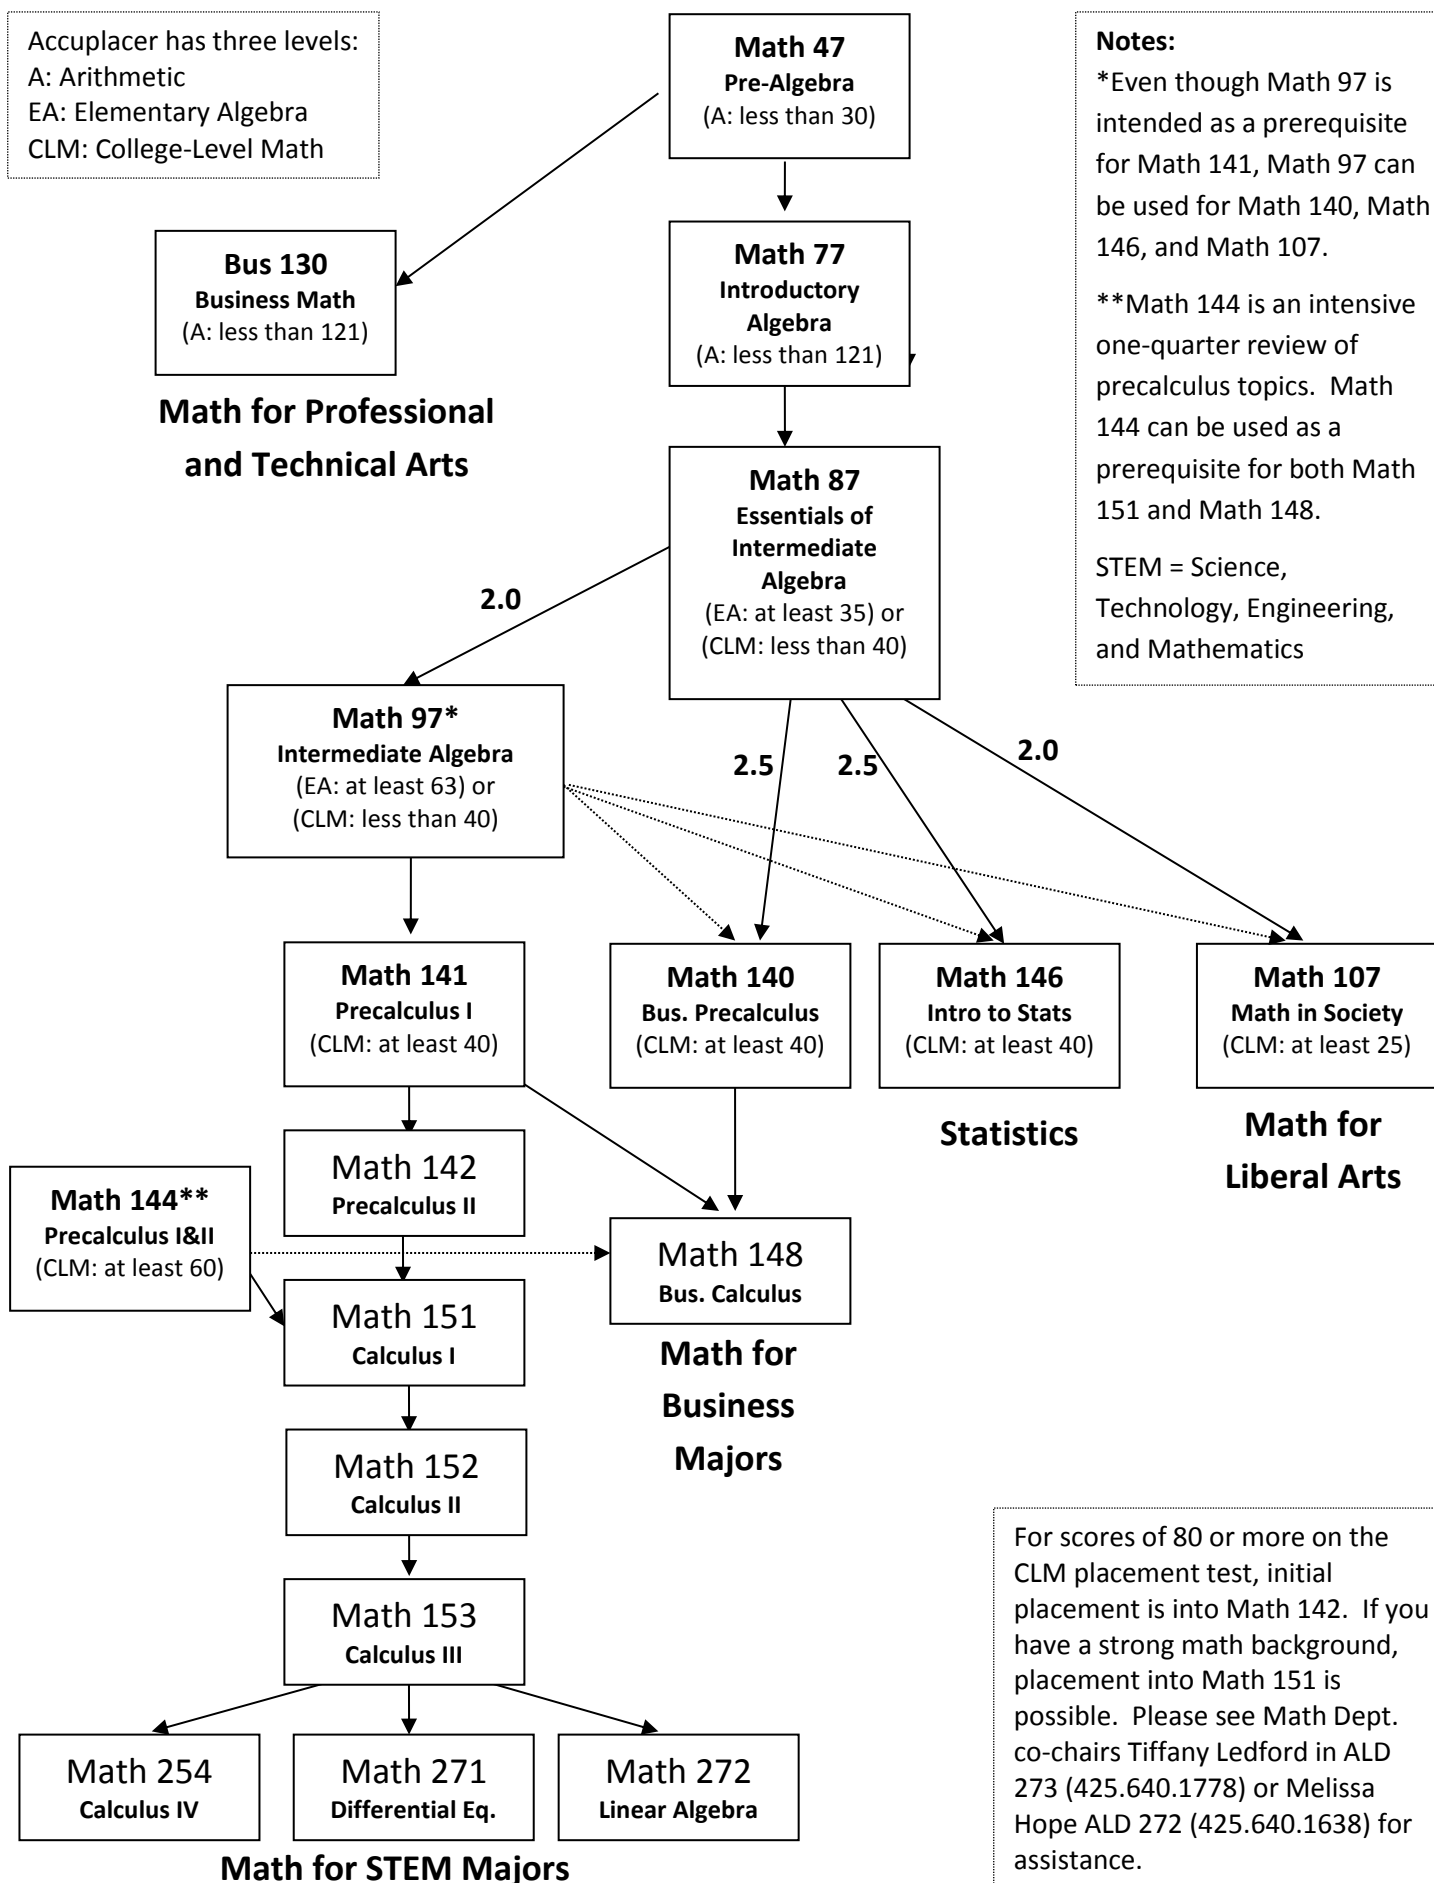 Accuplacer has three levels:
A: Arithmetic
EA: Elementary Algebra
CLM: College-Level Math
Math 47
Pre-Algebra
(A: less than 30)
Notes:
*Even though Math 97 is
intended as a prerequisite
for Math 141, Math 97 can
be used for Math 140, Math
146, and Math 107.
**Math 144 is an intensive
one-quarter review of
precalculus topics.  Math
144 can be used as a
prerequisite for both Math
151 and Math 148.
STEM = Science,
Technology, Engineering,
and Mathematics
Bus 130
Business Math
(A: less than 121)
Math for Professional
and Technical Arts
Math 77
Introductory
Algebra
(A: less than 121)
Math 87
Essentials of
Intermediate
Algebra
(EA: at least 35) or
(CLM: less than 40)
2.0
2.5
2.5
2.0
Math 97*
Intermediate Algebra
(EA: at least 63) or
(CLM: less than 40)
Math 141
Precalculus I
(CLM: at least 40)
Math 140
Bus. Precalculus
(CLM: at least 40)
Math 146
Intro to Stats
(CLM: at least 40)
Math 107
Math in Society
(CLM: at least 25)
Statistics
Math for
Liberal Arts
Math 142
Precalculus II
Math 144**
Precalculus I&II
(CLM: at least 60)
Math 148
Bus. Calculus
Math for
Business
Majors
Math 151
Calculus I
Math 152
Calculus II
Math 153
Calculus III
Math 254
Calculus IV
Math 271
Differential Eq.
Math 272
Linear Algebra
Math for STEM Majors
For scores of 80 or more on the
CLM placement test, initial
placement is into Math 142.  If you
have a strong math background,
placement into Math 151 is
possible.  Please see Math Dept.
co-chairs Tiffany Ledford in ALD
273 (425.640.1778) or Melissa
Hope ALD 272 (425.640.1638) for
assistance.